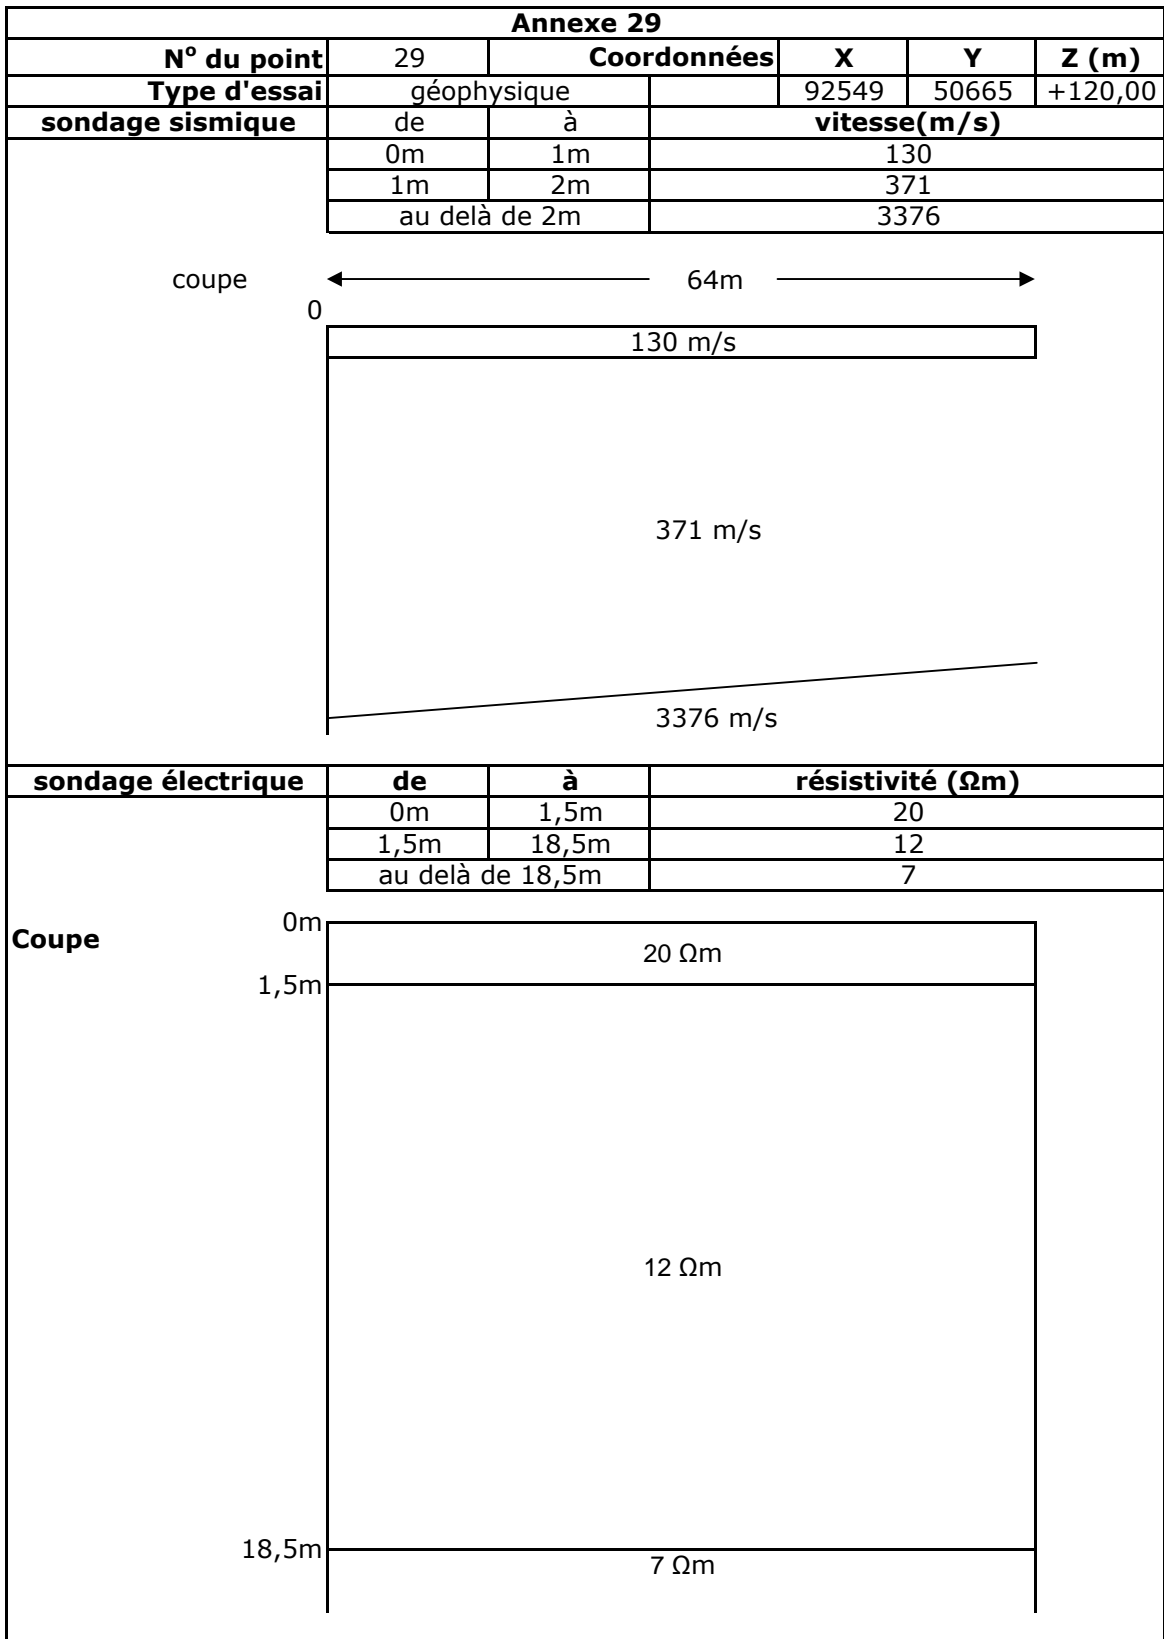 Annexe 29
Nº du point 29 Coordonnées X Y Z (m)
Type d'essai géophysique 92549 50665 +120,00
sondage sismique de à vitesse(m/s)
0m 1m 130
1m 2m 371
au delà de 2m 3376
coupe 64m
0
130 m/s
371 m/s
3376 m/s
sondage électrique de à résistivité (Ωm)
0m 1,5m 20
1,5m 18,5m 12
au delà de 18,5m 7
0m
Coupe
20 Ωm
1,5m
12 Ωm
18,5m
7 Ωm